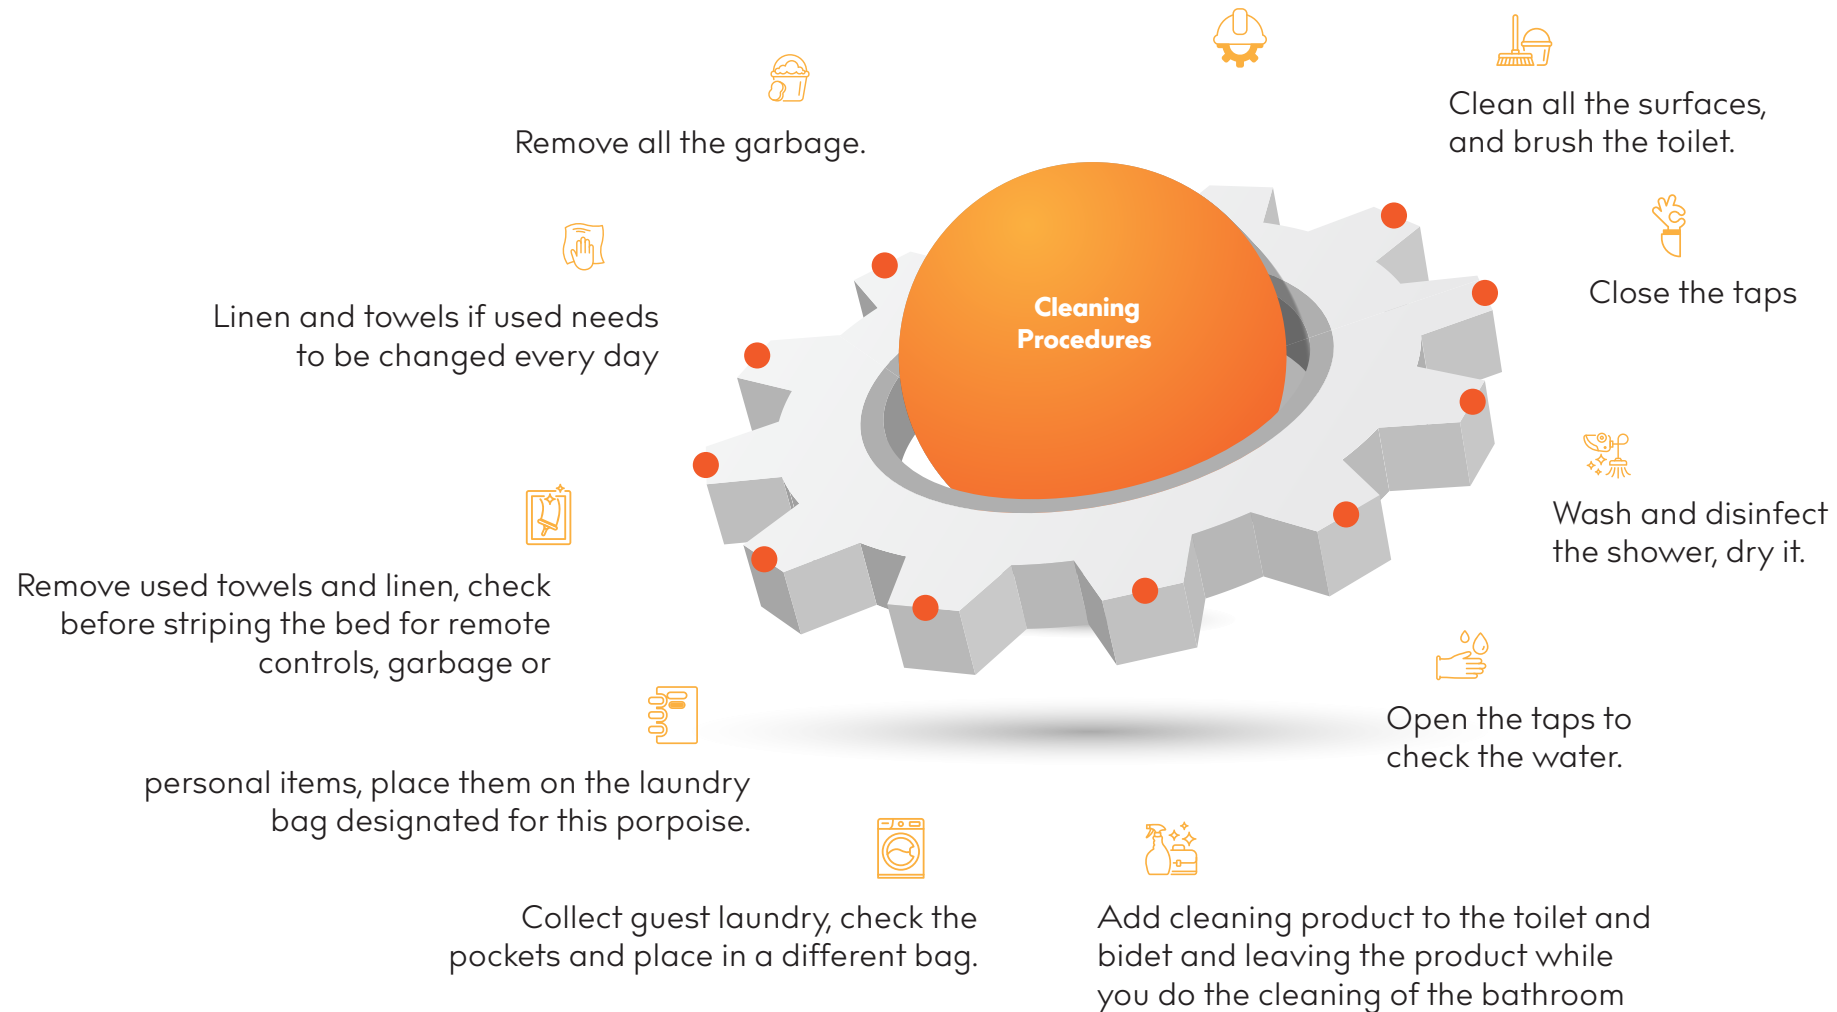 Cleaning
Procedures
Remove all the garbage.
Linen and towels if used needs
to be changed every day
Remove used towels and linen, check
before striping the bed for remote
controls, garbage or
personal items, place them on the laundry
bag designated for this porpoise.
Collect guest laundry, check the
pockets and place in a different bag.
Add cleaning product to the toilet and
bidet and leaving the product while
you do the cleaning of the bathroom
Open the taps to
check the water.
Wash and disinfect
the shower, dry it.
Close the taps
Clean all the surfaces,
and brush the toilet.